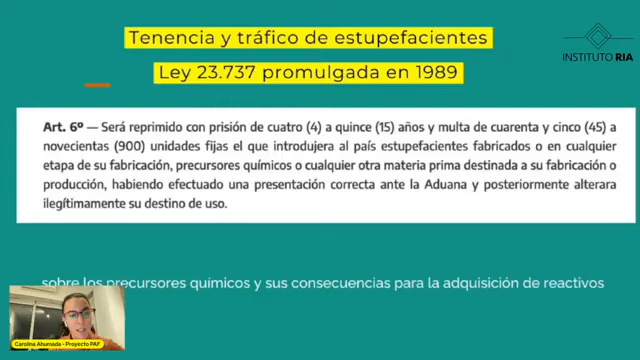 Tenencia y tráfico de estupefacientes
Ley 23.737 promulgada en 1989
INSTITUTO RIA
Art. 6º — Será reprimido con prisión de cuatro (4) a quince (15) años y multa de cuarenta y cinco (45) a
novecientas (900) unidades fijas el que introdujera al país estupefacientes fabricados o en cualquier
etapa de su fabricación, precursores químicos o cualquier otra materia prima destinada a su fabricación o
producción, habiendo efectuado una presentación correcta ante la Aduana y posteriormente alterara
ilegítimamente su destino de uso.
sobre los precursores químicos y sus consecuencias para la adquisición de reactivos
Carolina Ahumada - Proyecto PAF